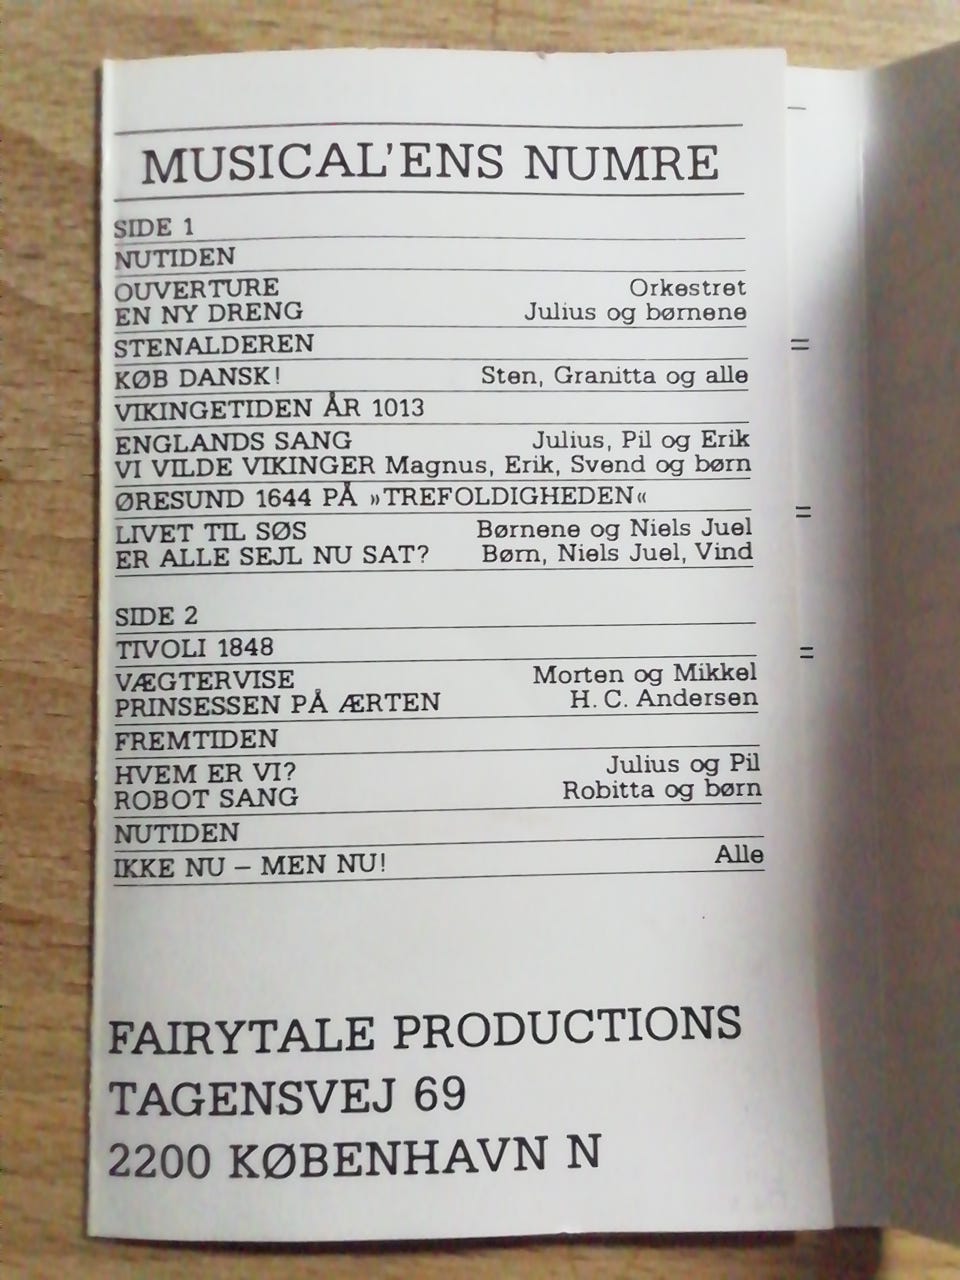 MUSICAL'ENS NUMRE
SIDE 1
NUTIDEN
OUVERTURE Orkestret
EN NY DRENG Julius og børnene
STENALDEREN
KØB DANSK! Sten, Granitta og alle
VIKINGETIDEN ÅR 1013
ENGLANDS SANG Julius, Pil og Erik
VI VILDE VIKINGER Magnus, Erik, Svend og børn
ØRESUND 1644 PÅ »TREFOLDIGHEDEN«
LIVET TIL SØS Børnene og Niels Juel
ER ALLE SEJL NU SAT? Børn, Niels Juel, Vind
SIDE 2
TIVOLI 1848
VÆGTERVISE Morten og Mikkel
PRINSESSEN PÅ ÆRTEN H. C. Andersen
FREMTIDEN
HVEM ER VI? Julius og Pil
ROBOT SANG Robitta og børn
NUTIDEN
IKKE NU – MEN NU! Alle
FAIRYTALE PRODUCTIONS
TAGENSVEJ 69
2200 KØBENHAVN N